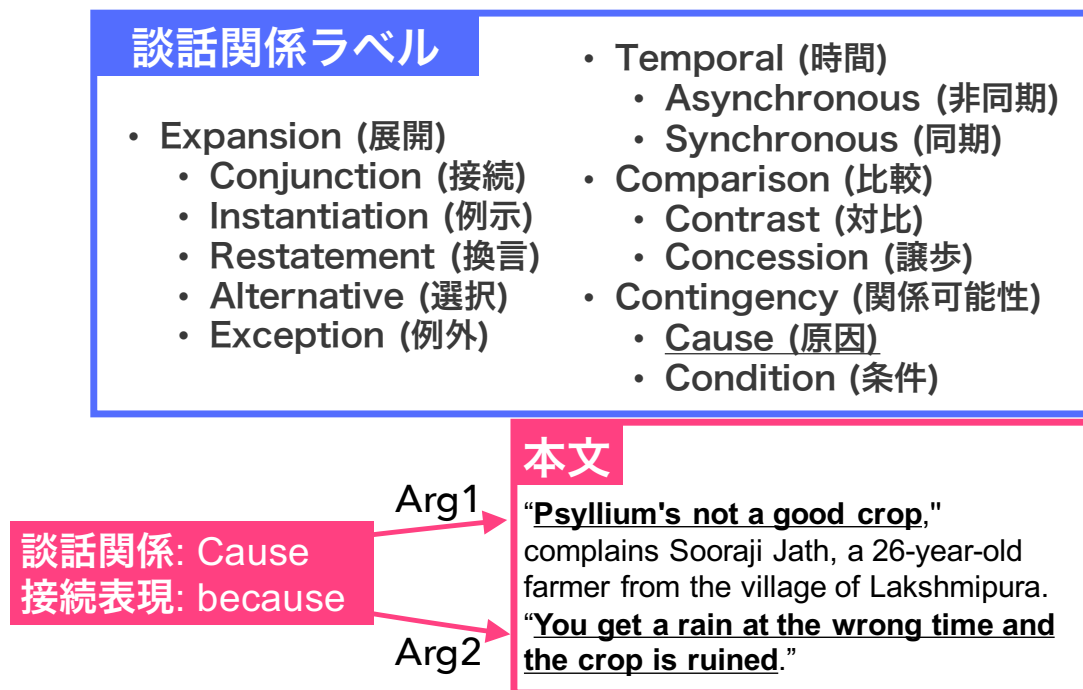 談話関係ラベル
• Expansion (展開)
• Conjunction (接続)
• Instantiation (例示)
• Restatement (換言)
• Alternative (選択)
• Exception (例外)
• Temporal (時間)
• Asynchronous (非同期)
• Synchronous (同期)
• Comparison (比較)
• Contrast (対比)
• Concession (譲歩)
• Contingency (関係可能性)
• Cause (原因)
• Condition (条件)
談話関係: Cause
接続表現: because
Arg1
Arg2
本文
“Psyllium's not a good crop,"
complains Sooraji Jath, a 26-year-old
farmer from the village of Lakshmipura.
“You get a rain at the wrong time and
the crop is ruined.”